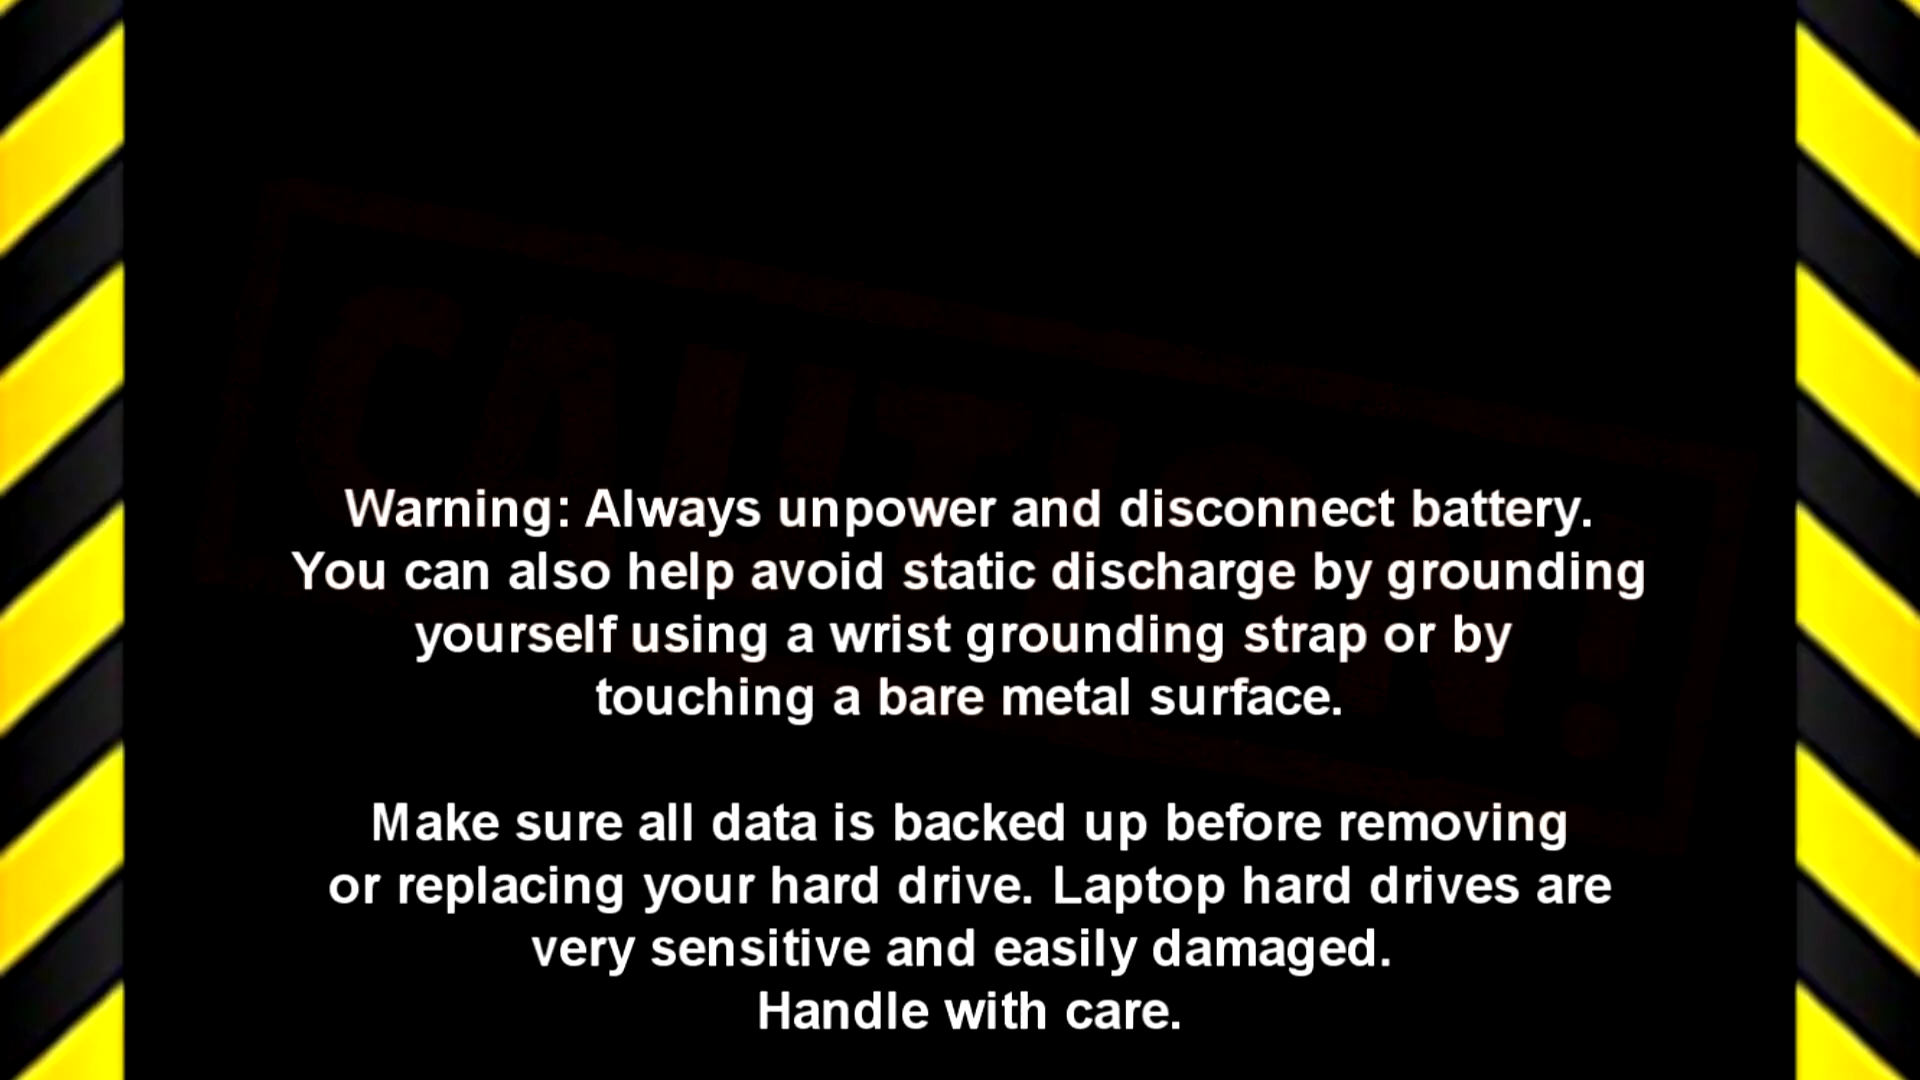 CAUTION!
Warning: Always unpower and disconnect battery.
You can also help avoid static discharge by grounding
yourself using a wrist grounding strap or by
touching a bare metal surface.
Make sure all data is backed up before removing
or replacing your hard drive. Laptop hard drives are
very sensitive and easily damaged.
Handle with care.